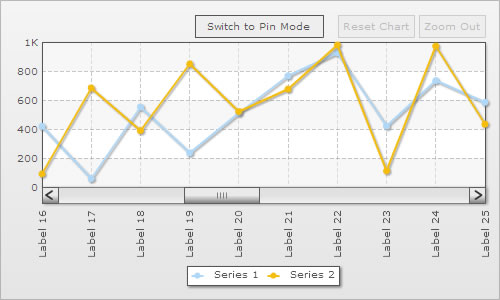 Switch to Pin Mode Reset Chart Zoom Out
1K
800
600
400
200
0
Label 16 Label 17 Label 18 Label 19 Label 20 Label 21 Label 22 Label 23 Label 24 Label 25
Series 1 Series 2